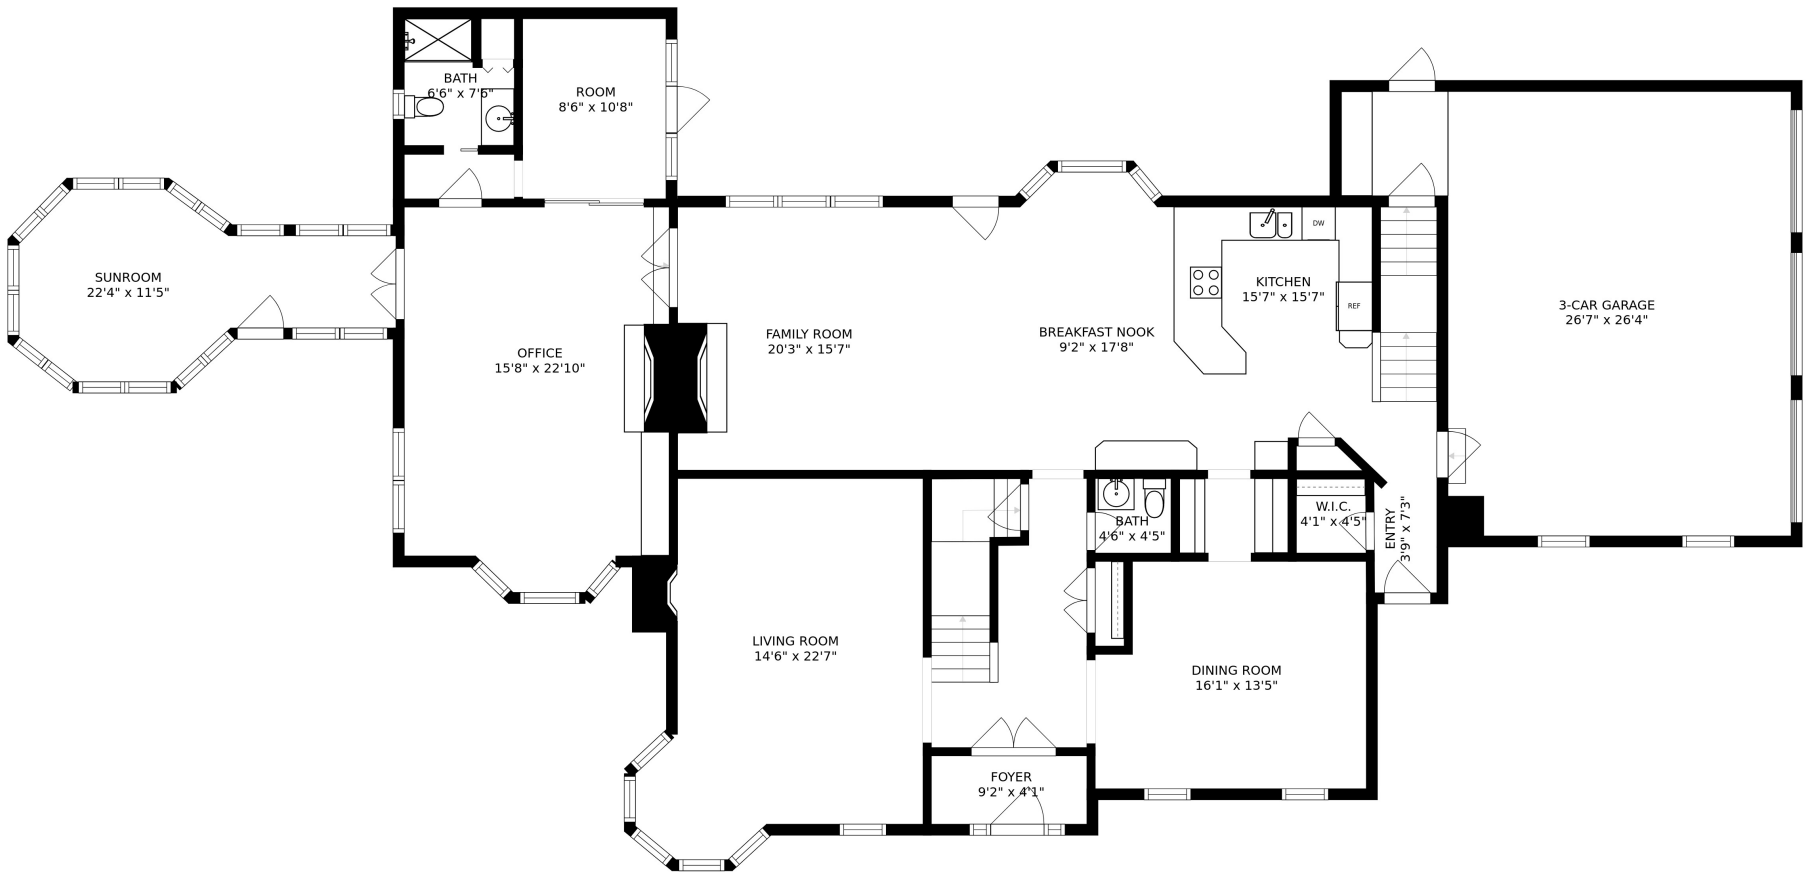 BATH
6'6" x 7'6"
ROOM
8'6" x 10'8"
SUNROOM
22'4" x 11'5"
OFFICE
15'8" x 22'10"
FAMILY ROOM
20'3" x 15'7"
BREAKFAST NOOK
9'2" x 17'8"
DW
KITCHEN
15'7" x 15'7"
REF
3-CAR GARAGE
26'7" x 26'4"
BATH
4'6" x 4'5"
W.I.C.
4'1" x 4'5"
ENTRY
3'9" x 7'3"
LIVING ROOM
14'6" x 22'7"
DINING ROOM
16'1" x 13'5"
FOYER
9'2" x 4'1"